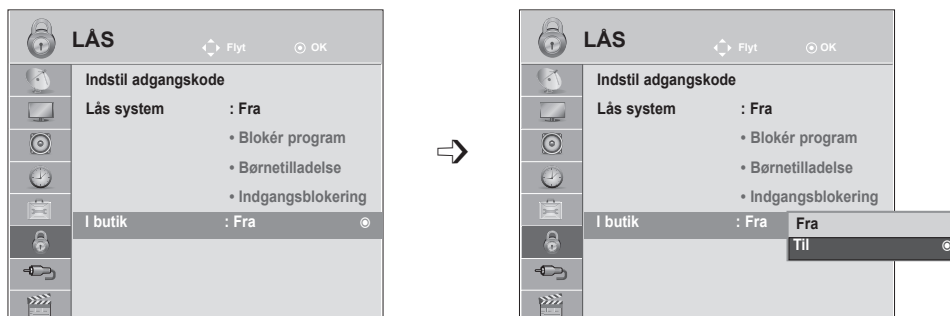 LÅS
Flyt
OK
Indstil adgangskode
Lås system : Fra
• Blokér program
• Børnetilladelse
• Indgangsblokering
I butik : Fra
LÅS
Flyt
OK
Indstil adgangskode
Lås system : Fra
• Blokér program
• Børnetilladelse
• Indgangsblokering
I butik : Fra
Fra
Til